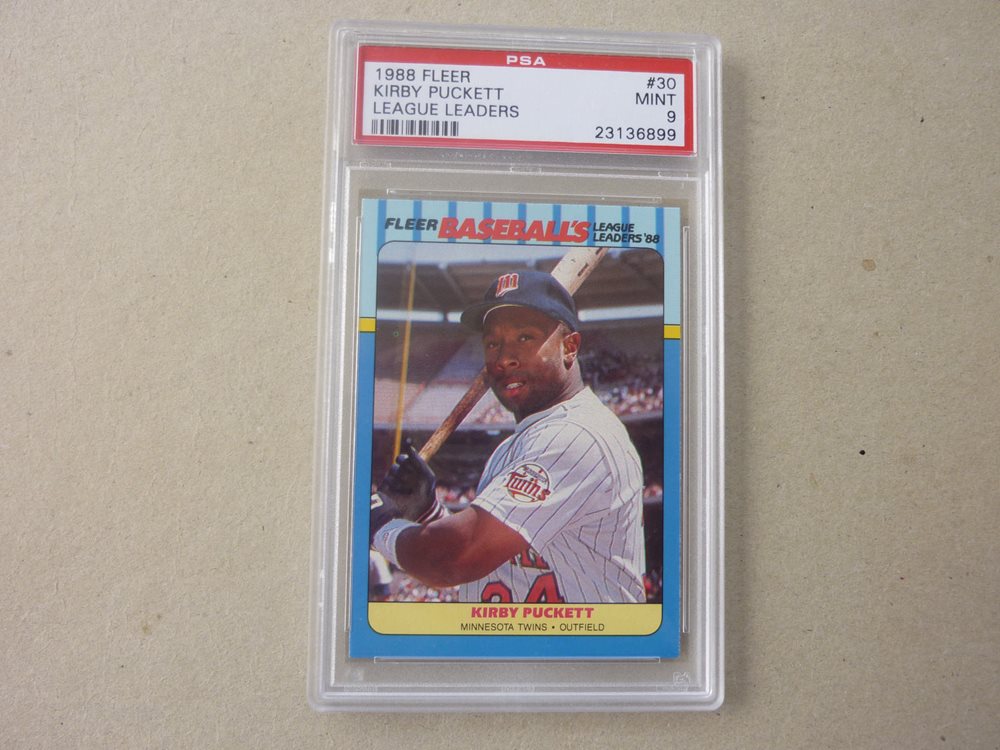 PSA
1988 FLEER #30
KIRBY PUCKETT MINT
LEAGUE LEADERS 9
23136899
FLEER BASEBALL'S LEAGUE
LEADERS '88
m
Twins
24
KIRBY PUCKETT
MINNESOTA TWINS • OUTFIELD